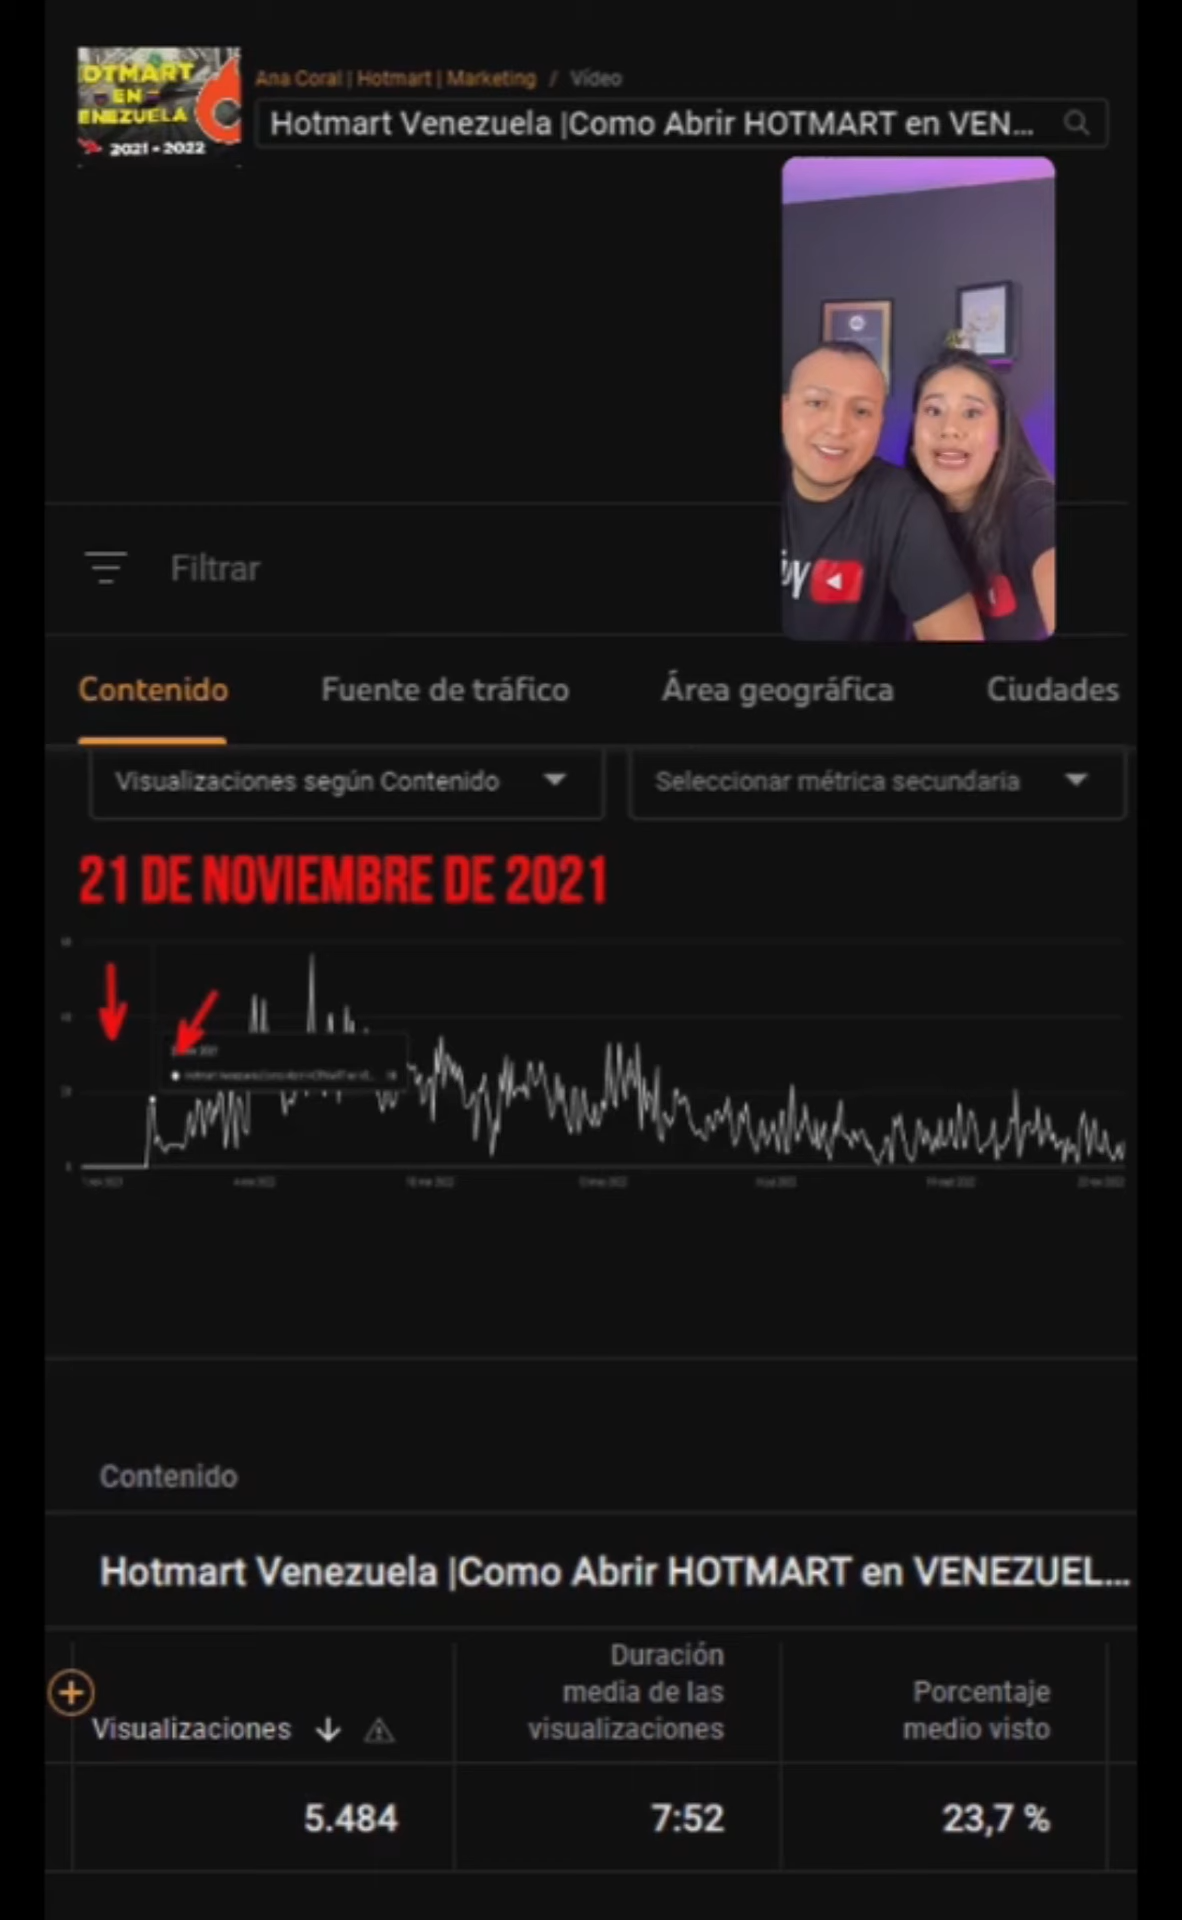 OTMART
EN
ENEZUELA
2021 - 2022
Ana Coral | Hotmart | Marketing / Vídeo
Hotmart Venezuela |Como Abrir HOTMART en VEN...
Filtrar
Contenido
Fuente de tráfico
Área geográfica
Ciudades
Visualizaciones según Contenido
Seleccionar métrica secundaria
21 DE NOVIEMBRE DE 2021
Contenido
Hotmart Venezuela |Como Abrir HOTMART en VENEZUEL...
Visualizaciones
Duración
media de las
visualizaciones
Porcentaje
medio visto
5.484
7:52
23,7 %